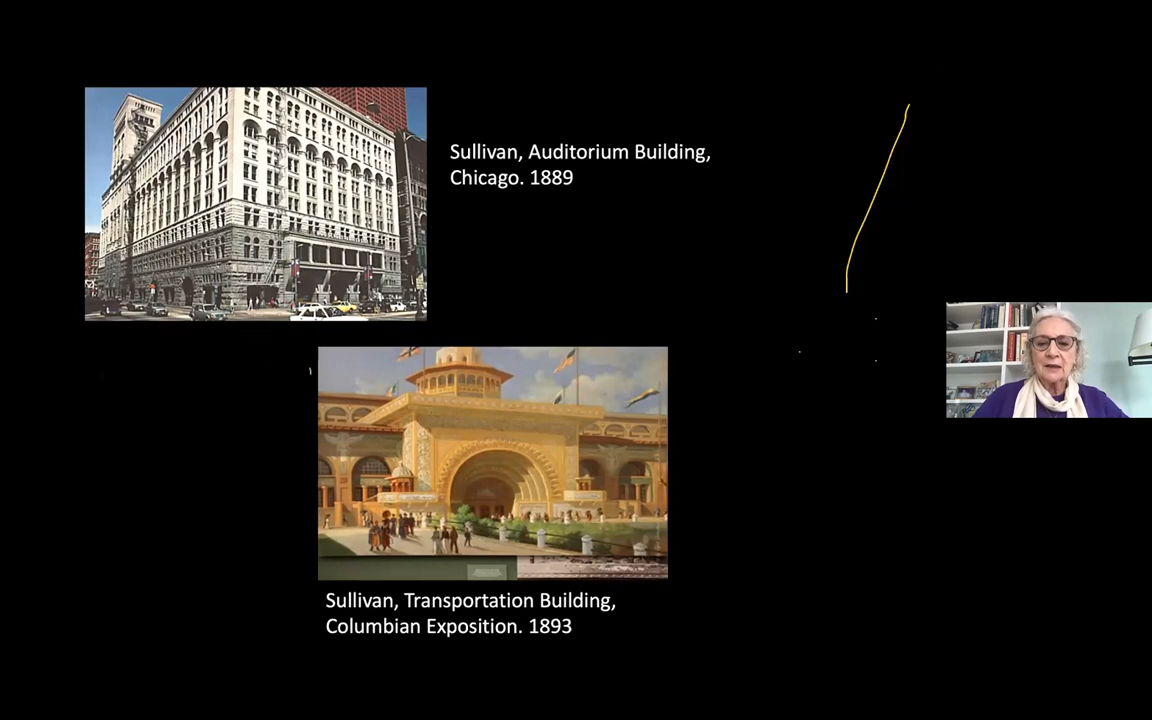 Sullivan, Auditorium Building,
Chicago. 1889
Sullivan, Transportation Building,
Columbian Exposition. 1893